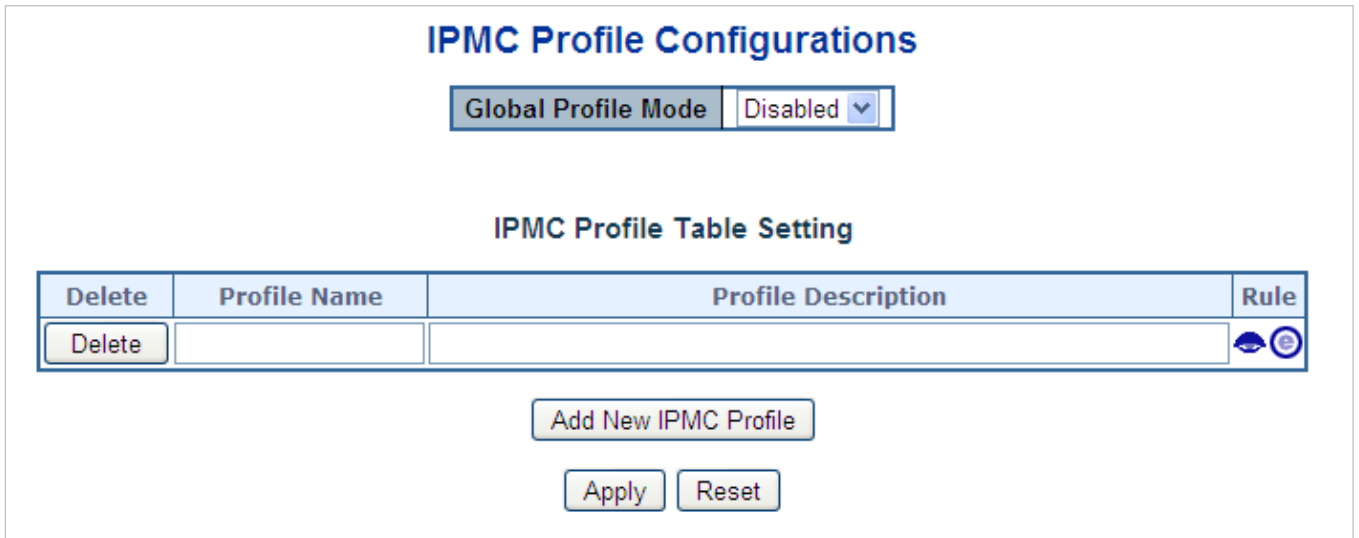 IPMC Profile Configurations
Global Profile Mode Disabled
IPMC Profile Table Setting
Delete Profile Name Profile Description Rule
Delete e
Add New IPMC Profile
Apply Reset